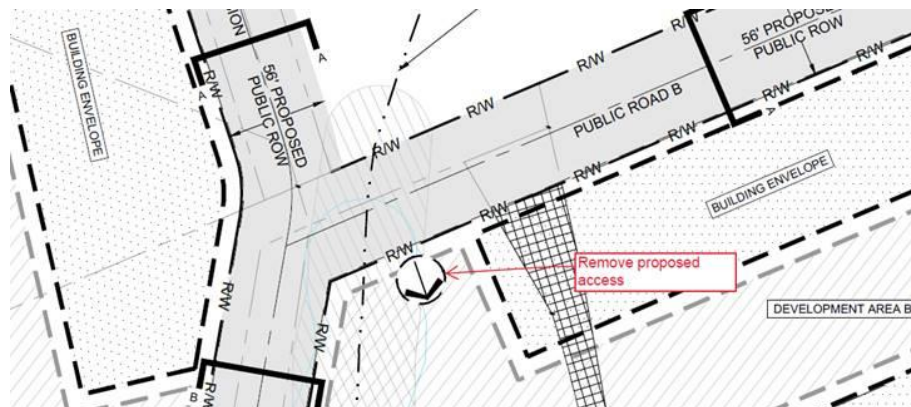 SION
A
BUILDING ENVELOPE
R/W
A
56' PROPOSED
PUBLIC ROW
R/W
56' PROPOSED
PUBLIC ROW
R/W
R/W
R/W
R/W
PUBLIC ROAD B
R/W
R/W
A
R/W
R/W
BUILDING ENVELOPE
R/W
Remove proposed
access
R/W
R/W
DEVELOPMENT AREA B
B
R/W